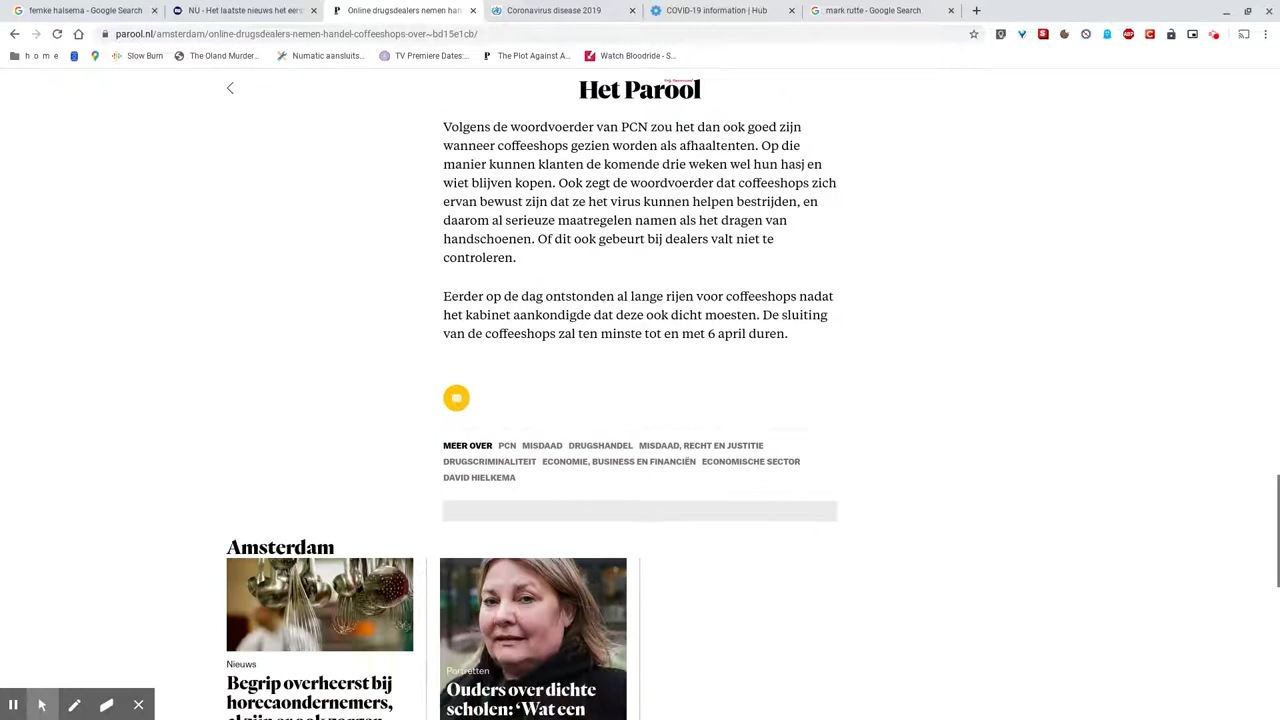 femke halsema - Google Search
NU - Het laatste nieuws het eers
Online drugsdealers nemen han
Coronavirus disease 2019
COVID-19 information | Hub
mark rutte - Google Search
parool.nl/amsterdam/online-drugsdealers-nemen-handel-coffeeshops-over~bd15e1cb/
h o m e
Slow Burn
The Oland Murder...
Numatic aansluits...
TV Premiere Dates:...
The Plot Against A...
Watch Bloodride - S...
Het Parool
Volgens de woordvoerder van PCN zou het dan ook goed zijn
wanneer coffeeshops gezien worden als afhaaltenten. Op die
manier kunnen klanten de komende drie weken wel hun hasj en
wiet blijven kopen. Ook zegt de woordvoerder dat coffeeshops zich
ervan bewust zijn dat ze het virus kunnen helpen bestrijden, en
daarom al serieuze maatregelen namen als het dragen van
handschoenen. Of dit ook gebeurt bij dealers valt niet te
controleren.
Eerder op de dag ontstonden al lange rijen voor coffeeshops nadat
het kabinet aankondigde dat deze ook dicht moesten. De sluiting
van de coffeeshops zal ten minste tot en met 6 april duren.
MEER OVER PCN MISDAAD DRUGSHANDEL MISDAAD, RECHT EN JUSTITIE
DRUGSCRIMINALITEIT ECONOMIE, BUSINESS EN FINANCIËN ECONOMISCHE SECTOR
DAVID HIELKEMA
Amsterdam
Nieuws
Begrip overheerst bij
horecaondernemers,
al zijn er ook zorgen
Portretten
Ouders over dichte
scholen: ‘Wat een